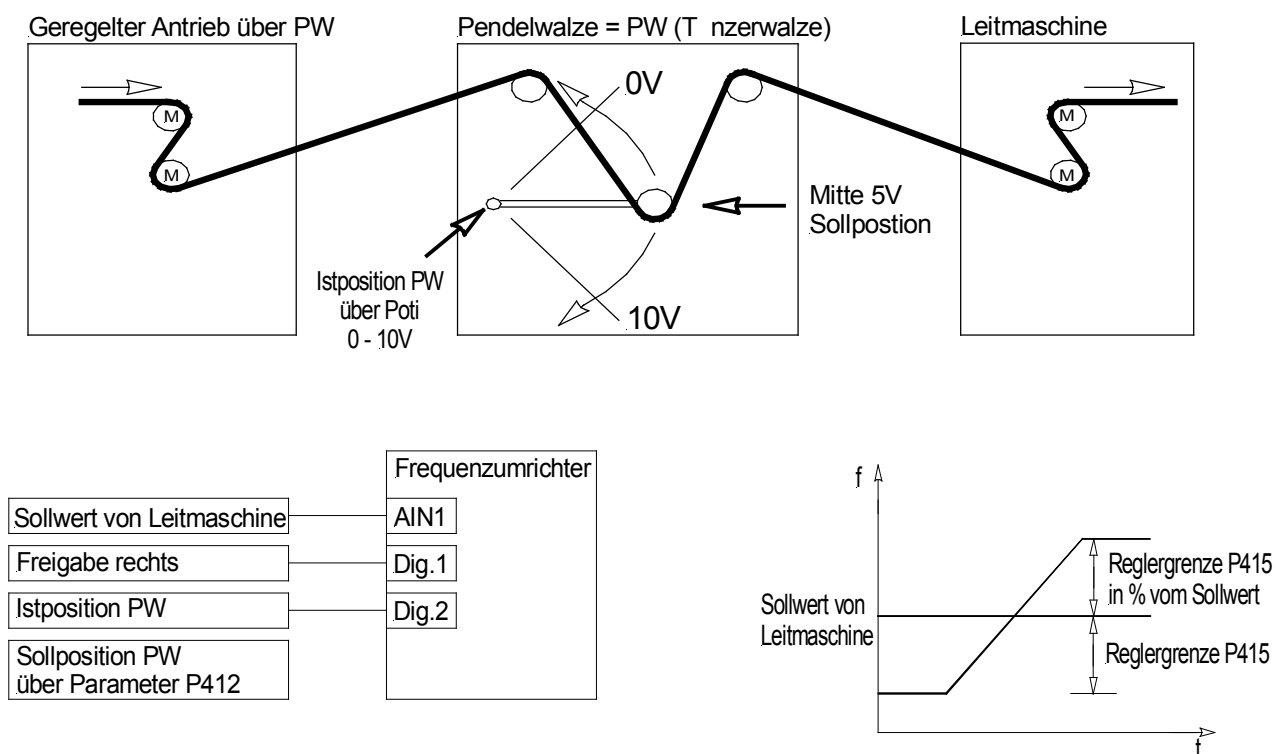 Geregelter Antrieb über PW
Pendelwalze = PW (T nzerwalze)
Leitmaschine
M
M
0V
Mitte 5V
Sollpostion
Istposition PW
über Poti
0 - 10V
10V
M
M
Frequenzumrichter
Sollwert von Leitmaschine
AIN1
Freigabe rechts
Dig.1
Istposition PW
Dig.2
Sollposition PW
über Parameter P412
f
Sollwert von
Leitmaschine
Reglergrenze P415
in % vom Sollwert
Reglergrenze P415
t